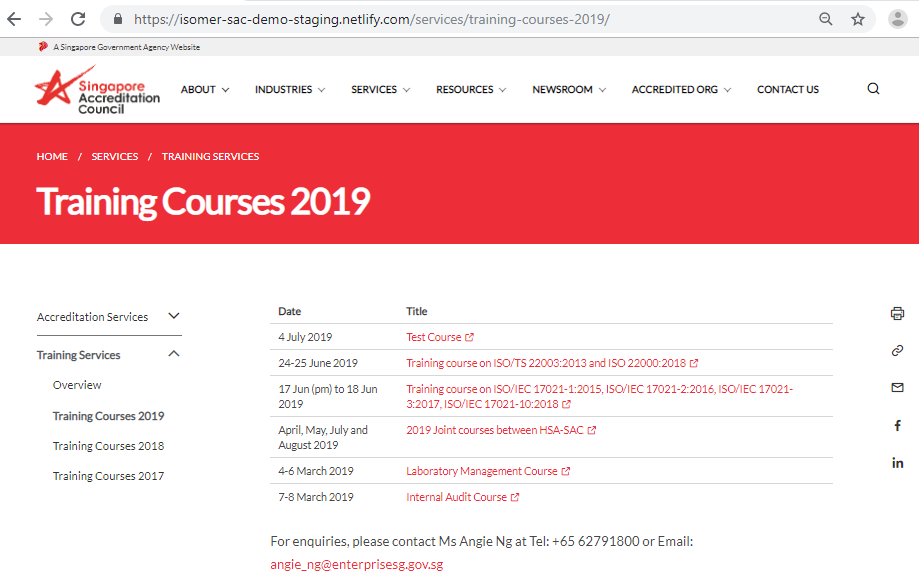 https://isomer-sac-demo-staging.netlify.com/services/training-courses-2019/
A Singapore Government Agency Website
Singapore
Accreditation
Council
ABOUT INDUSTRIES SERVICES RESOURCES NEWSROOM ACCREDITED ORG CONTACT US
HOME / SERVICES / TRAINING SERVICES
Training Courses 2019
Accreditation Services
Training Services
Overview
Training Courses 2019
Training Courses 2018
Training Courses 2017
Date Title
4 July 2019 Test Course
24-25 June 2019 Training course on ISO/TS 22003:2013 and ISO 22000:2018
17 Jun (pm) to 18 Jun Training course on ISO/IEC 17021-1:2015, ISO/IEC 17021-2:2016, ISO/IEC 17021-
2019 3:2017, ISO/IEC 17021-10:2018
April, May, July and 2019 Joint courses between HSA-SAC
August 2019
4-6 March 2019 Laboratory Management Course
7-8 March 2019 Internal Audit Course
For enquiries, please contact Ms Angie Ng at Tel: +65 62791800 or Email:
angie_ng@enterprisesg.gov.sg